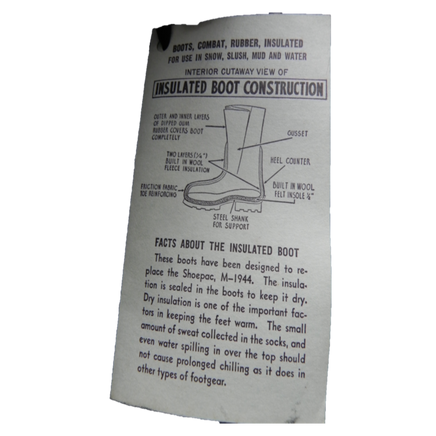 BOOTS, COMBAT, RUBBER, INSULATED
FOR USE IN SNOW, SLUSH, MUD AND WATER
INTERIOR CUTAWAY VIEW OF
INSULATED BOOT CONSTRUCTION
OUTER AND INNER LAYERS
OF DIPPED GUM
RUBBER COVERS BOOT
COMPLETELY
GUSSET
TWO LAYERS (1/4")
BUILT IN WOOL
FLEECE INSULATION
HEEL COUNTER
FRICTION FABRIC
TOE REINFORCING
BUILT IN WOOL
FELT INSOLE
STEEL SHANK
FOR SUPPORT
FACTS ABOUT THE INSULATED BOOT
These boots have been designed to re-
place the Shoepac, M-1944. The insula-
tion is sealed in the boots to keep it dry.
Dry insulation is one of the important fac-
tors in keeping the feet warm. The small
amount of sweat collected in the socks, and
even water spilling in over the top should
not cause prolonged chilling as it does in
other types of footgear.